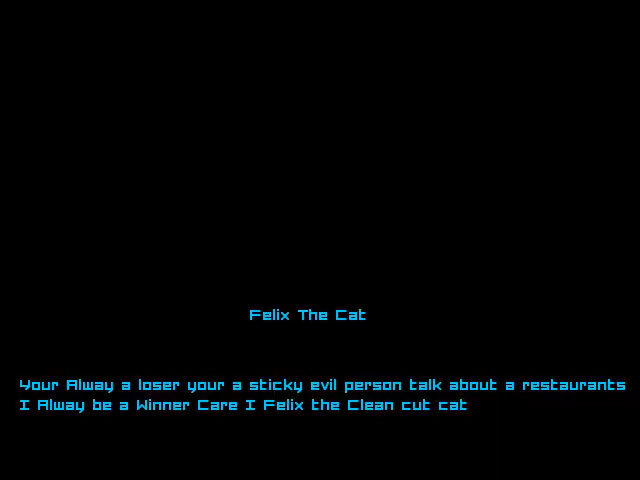 Felix The Cat
Your Alway a loser your a sticky evil person talk about a restaurants
I Alway be a Winner Care I Felix the Clean cut cat